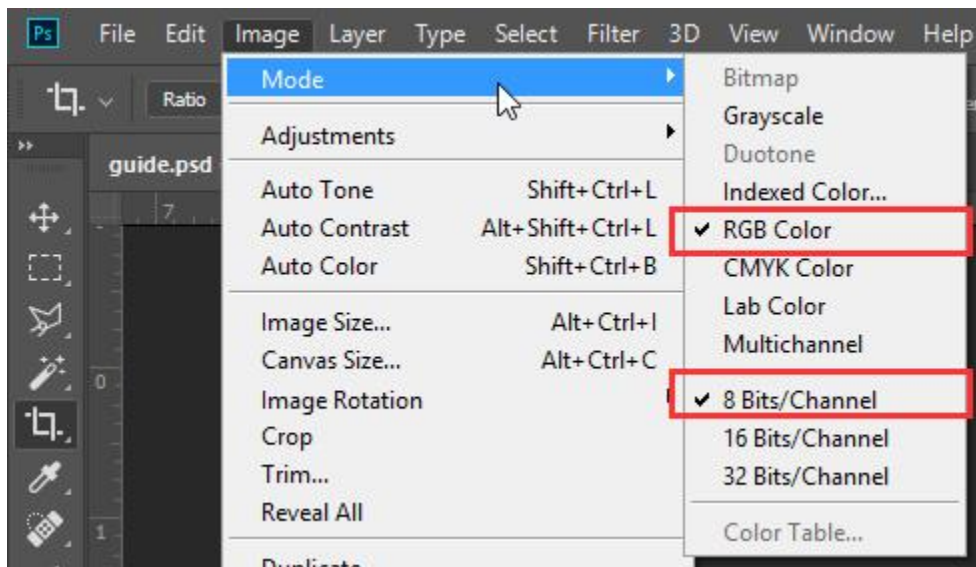 Ps File Edit Image Layer Type Select Filter 3D View Window Help
Ratio
guide.psd
7
0
1
Mode
Adjustments
Auto Tone Shift+Ctrl+L
Auto Contrast Alt+Shift+Ctrl+L
Auto Color Shift+Ctrl+B
Image Size... Alt+Ctrl+I
Canvas Size... Alt+Ctrl+C
Image Rotation
Crop
Trim...
Reveal All
Bitmap
Grayscale
Duotone
Indexed Color...
RGB Color
CMYK Color
Lab Color
Multichannel
8 Bits/Channel
16 Bits/Channel
32 Bits/Channel
Color Table...